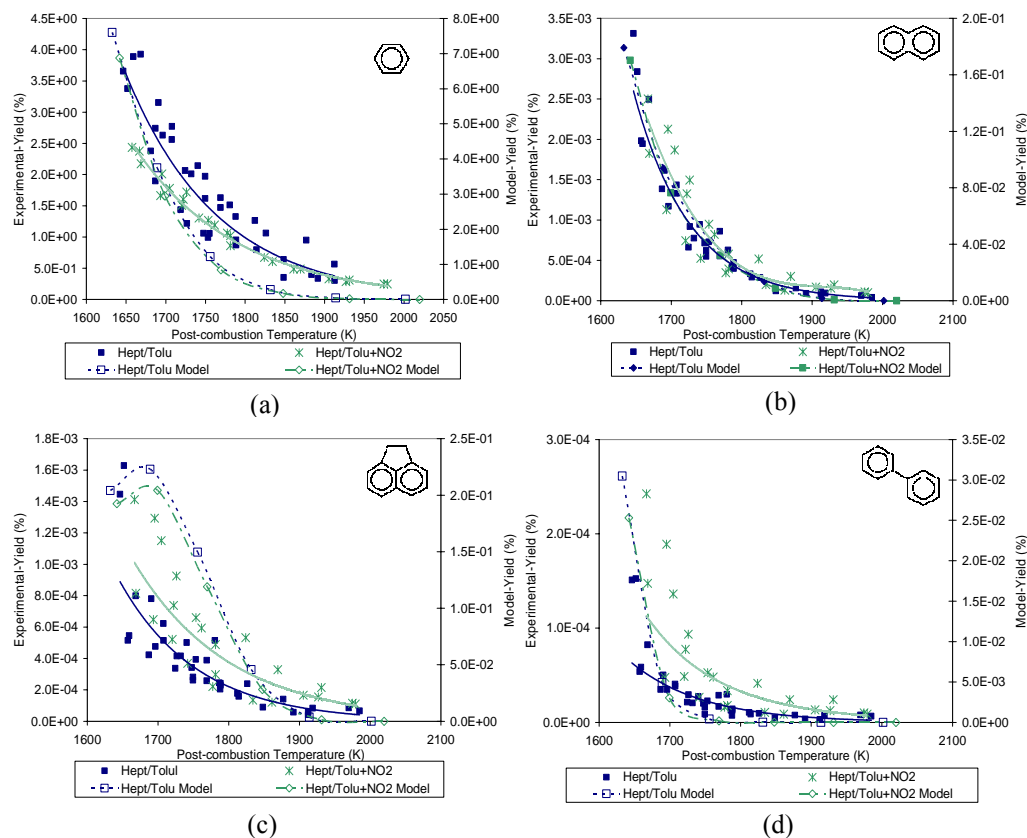 4.5E+00
4.0E+00
3.5E+00
3.0E+00
2.5E+00
2.0E+00
1.5E+00
1.0E+00
5.0E-01
0.0E+00
Experimental-Yield (%)
8.0E+00
7.0E+00
6.0E+00
5.0E+00
4.0E+00
3.0E+00
2.0E+00
1.0E+00
0.0E+00
Model-Yield (%)
1600 1650 1700 1750 1800 1850 1900 1950 2000 2050
Post-combustion Temperature (K)
Hept/Tolu Hept/Tolu+NO2
Hept/Tolu Model Hept/Tolu+NO2 Model
(a)
3.5E-03
3.0E-03
2.5E-03
2.0E-03
1.5E-03
1.0E-03
5.0E-04
0.0E+00
Experimental-Yield (%)
2.0E-01
1.6E-01
1.2E-01
8.0E-02
4.0E-02
0.0E+00
Model-Yield (%)
1600 1700 1800 1900 2000 2100
Post-combustion Temperature (K)
Hept/Tolu Hept/Tolu+NO2
Hept/Tolu Model Hept/Tolu+NO2 Model
(b)
1.8E-03
1.6E-03
1.4E-03
1.2E-03
1.0E-03
8.0E-04
6.0E-04
4.0E-04
2.0E-04
0.0E+00
Experimental-Yield (%)
2.5E-01
2.0E-01
1.5E-01
1.0E-01
5.0E-02
0.0E+00
Model-Yield (%)
1600 1700 1800 1900 2000 2100
Post-combustion Temperature (K)
Hept/Tolul Hept/Tolu+NO2
Hept/Tolu Model Hept/Tolu+NO2 Model
(c)
3.0E-04
2.0E-04
1.0E-04
0.0E+00
Experimental-Yield (%)
3.5E-02
3.0E-02
2.5E-02
2.0E-02
1.5E-02
1.0E-02
5.0E-03
0.0E+00
Model-Yield (%)
1600 1700 1800 1900 2000 2100
Post-combustion Temperature (K)
Hept/Tolu Hept/Tolu+NO2
Hept/Tolu Model Hept/Tolu+NO2 Model
(d)